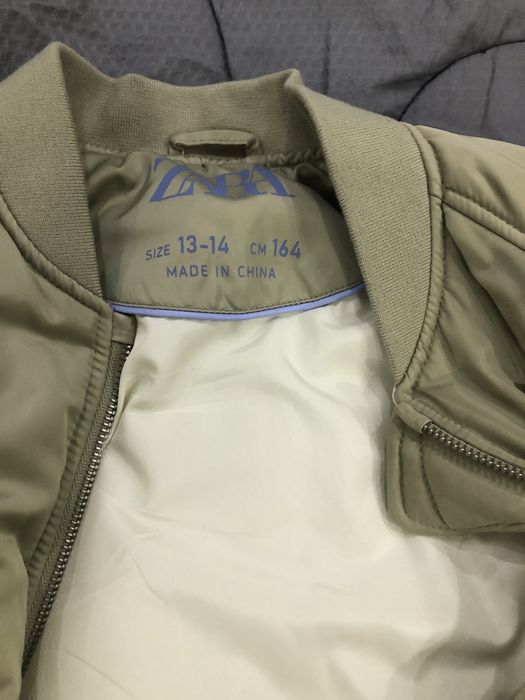 ZARA
SIZE 13-14 CM 164
MADE IN CHINA